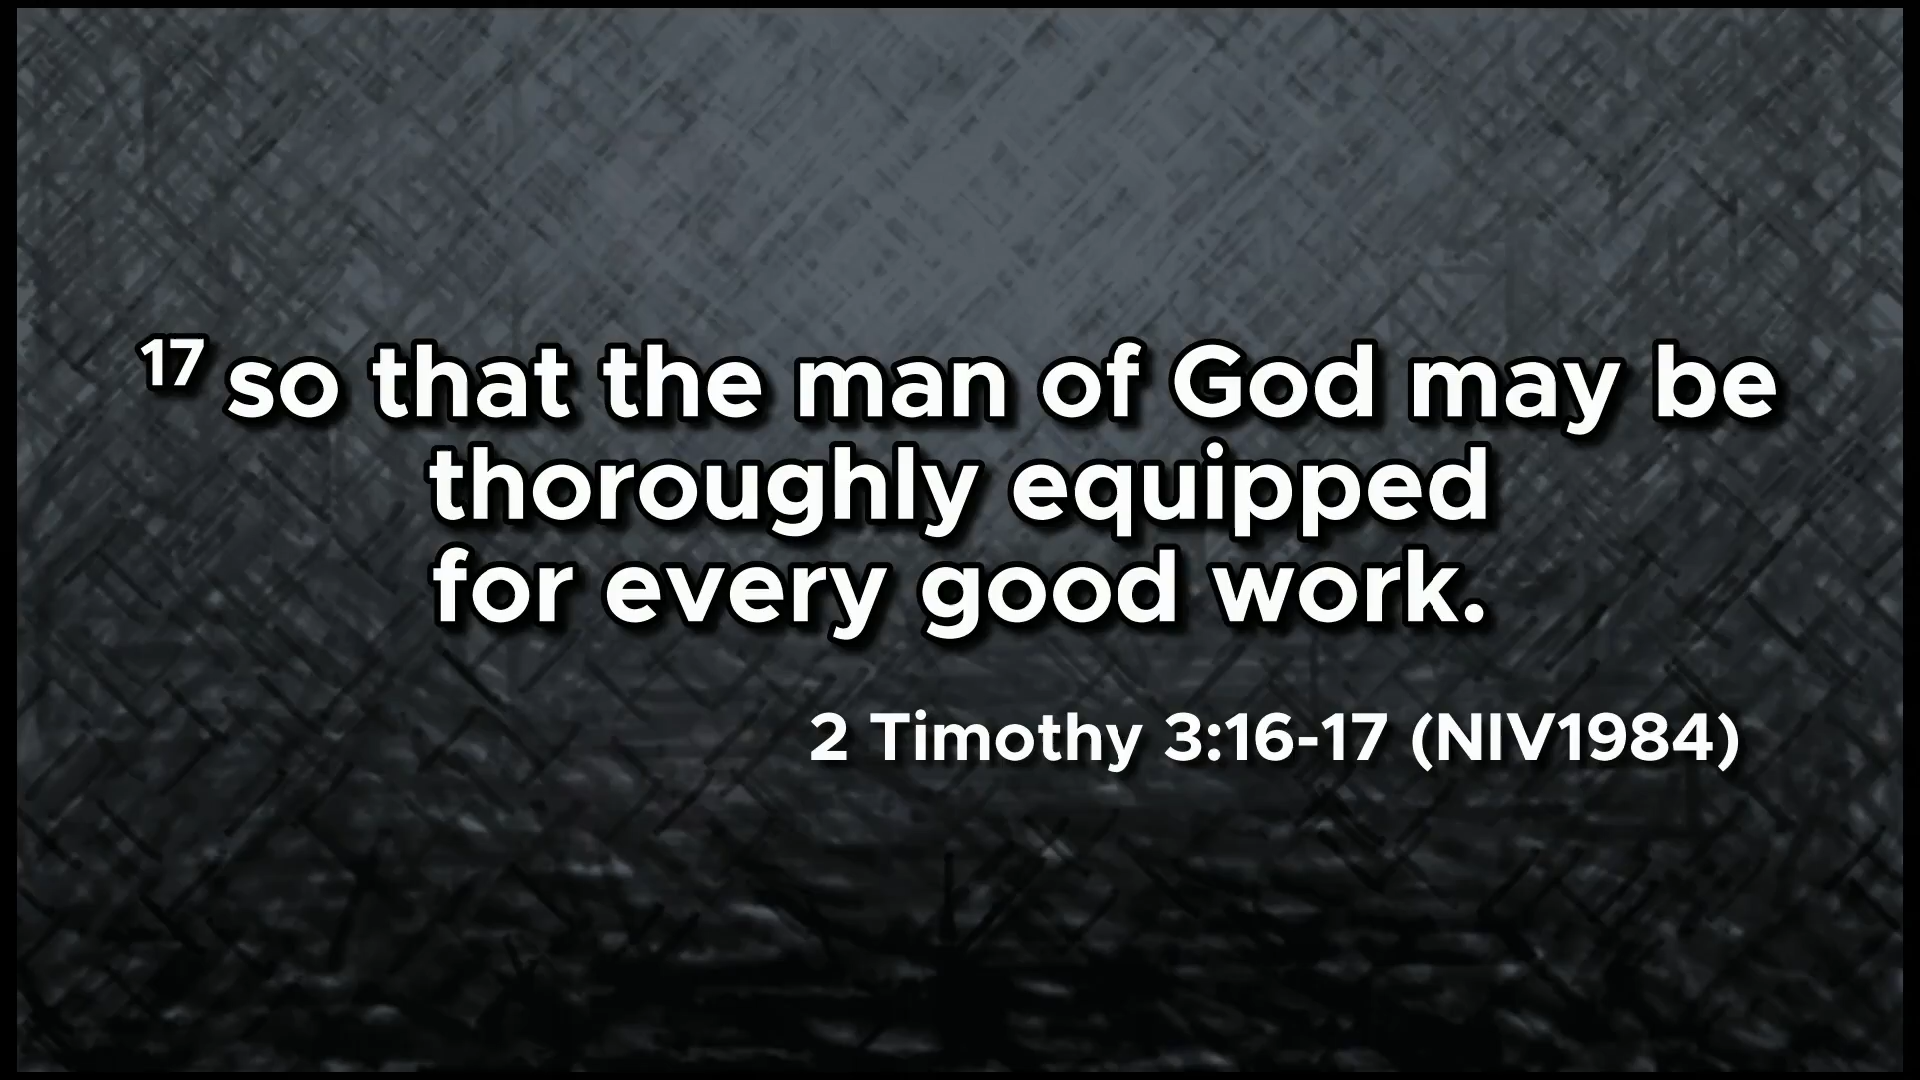 17 so that the man of God may be
thoroughly equipped
for every good work.
2 Timothy 3:16-17 (NIV1984)